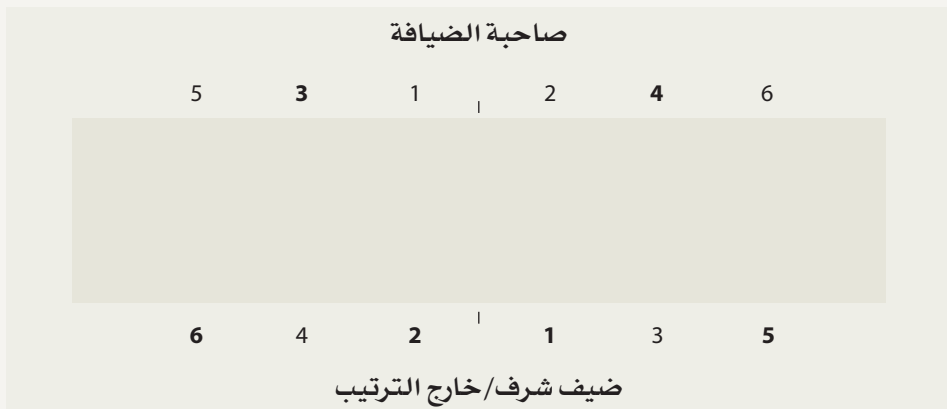 صاحبة الضيافة
5 3 1 2 4 6
6 4 2 1 3 5
ضيف شرف/خارج الترتيب